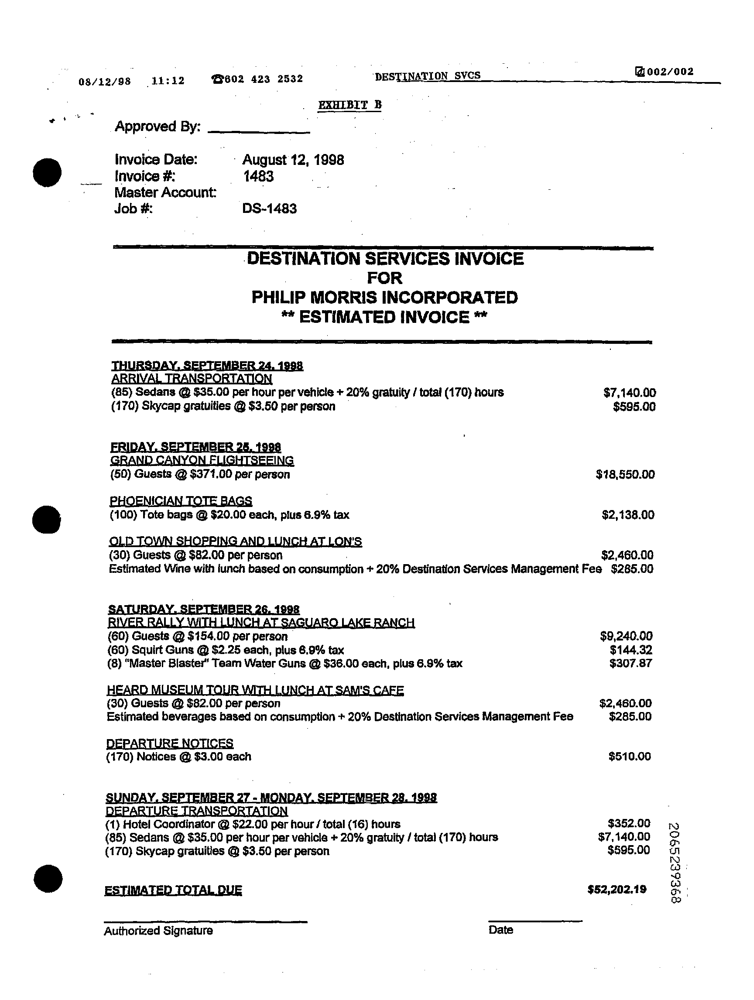 08/12/98 11:12 ☎602 423 2532 DESTINATION SVCS 002/002
EXHIBIT B
Approved By:
Invoice Date: August 12, 1998
Invoice #: 1483
Master Account:
Job #: DS-1483
DESTINATION SERVICES INVOICE
FOR
PHILIP MORRIS INCORPORATED
** ESTIMATED INVOICE **
THURSDAY, SEPTEMBER 24, 1998
ARRIVAL TRANSPORTATION
(85) Sedans @ $35.00 per hour per vehicle + 20% gratuity / total (170) hours $7,140.00
(170) Skycap gratuities @ $3.50 per person $595.00
FRIDAY, SEPTEMBER 25, 1998
GRAND CANYON FLIGHTSEEING
(50) Guests @ $371.00 per person $18,550.00
PHOENICIAN TOTE BAGS
(100) Tote bags @ $20.00 each, plus 6.9% tax $2,138.00
OLD TOWN SHOPPING AND LUNCH AT LON'S
(30) Guests @ $82.00 per person $2,460.00
Estimated Wine with lunch based on consumption + 20% Destination Services Management Fee $285.00
SATURDAY, SEPTEMBER 26, 1998
RIVER RALLY WITH LUNCH AT SAGUARO LAKE RANCH
(60) Guests @ $154.00 per person $9,240.00
(60) Squirt Guns @ $2.25 each, plus 6.9% tax $144.32
(8) "Master Blaster" Team Water Guns @ $36.00 each, plus 6.9% tax $307.87
HEARD MUSEUM TOUR WITH LUNCH AT SAM'S CAFE
(30) Guests @ $82.00 per person $2,460.00
Estimated beverages based on consumption + 20% Destination Services Management Fee $285.00
DEPARTURE NOTICES
(170) Notices @ $3.00 each $510.00
SUNDAY, SEPTEMBER 27 - MONDAY, SEPTEMBER 28, 1998
DEPARTURE TRANSPORTATION
(1) Hotel Coordinator @ $22.00 per hour / total (16) hours $352.00
(85) Sedans @ $35.00 per hour per vehicle + 20% gratuity / total (170) hours $7,140.00
(170) Skycap gratuities @ $3.50 per person $595.00
ESTIMATED TOTAL DUE $52,202.19
Authorized Signature Date
2065239368